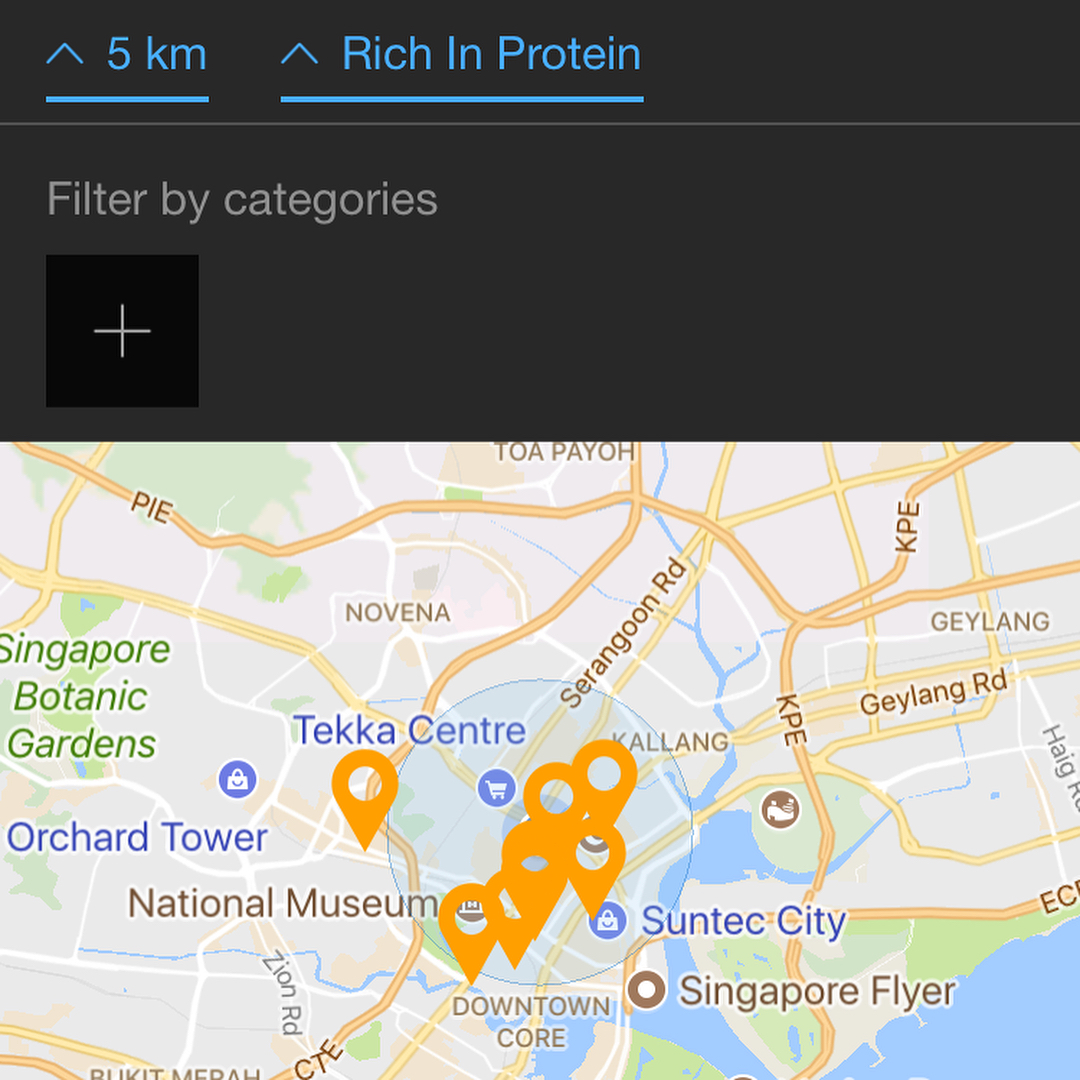 5 km Rich In Protein
Filter by categories
TOA PAYOH
PIE
KPE
Serangoon Rd
NOVENA
GEYLANG
Singapore
Botanic
Gardens
Geylang Rd
KPE
Tekka Centre
KALLANG
Haig Rd
Orchard Tower
National Museum
ECP
Suntec City
Zion Rd
Singapore Flyer
DOWNTOWN
CORE
CTE
BUKIT MERAH